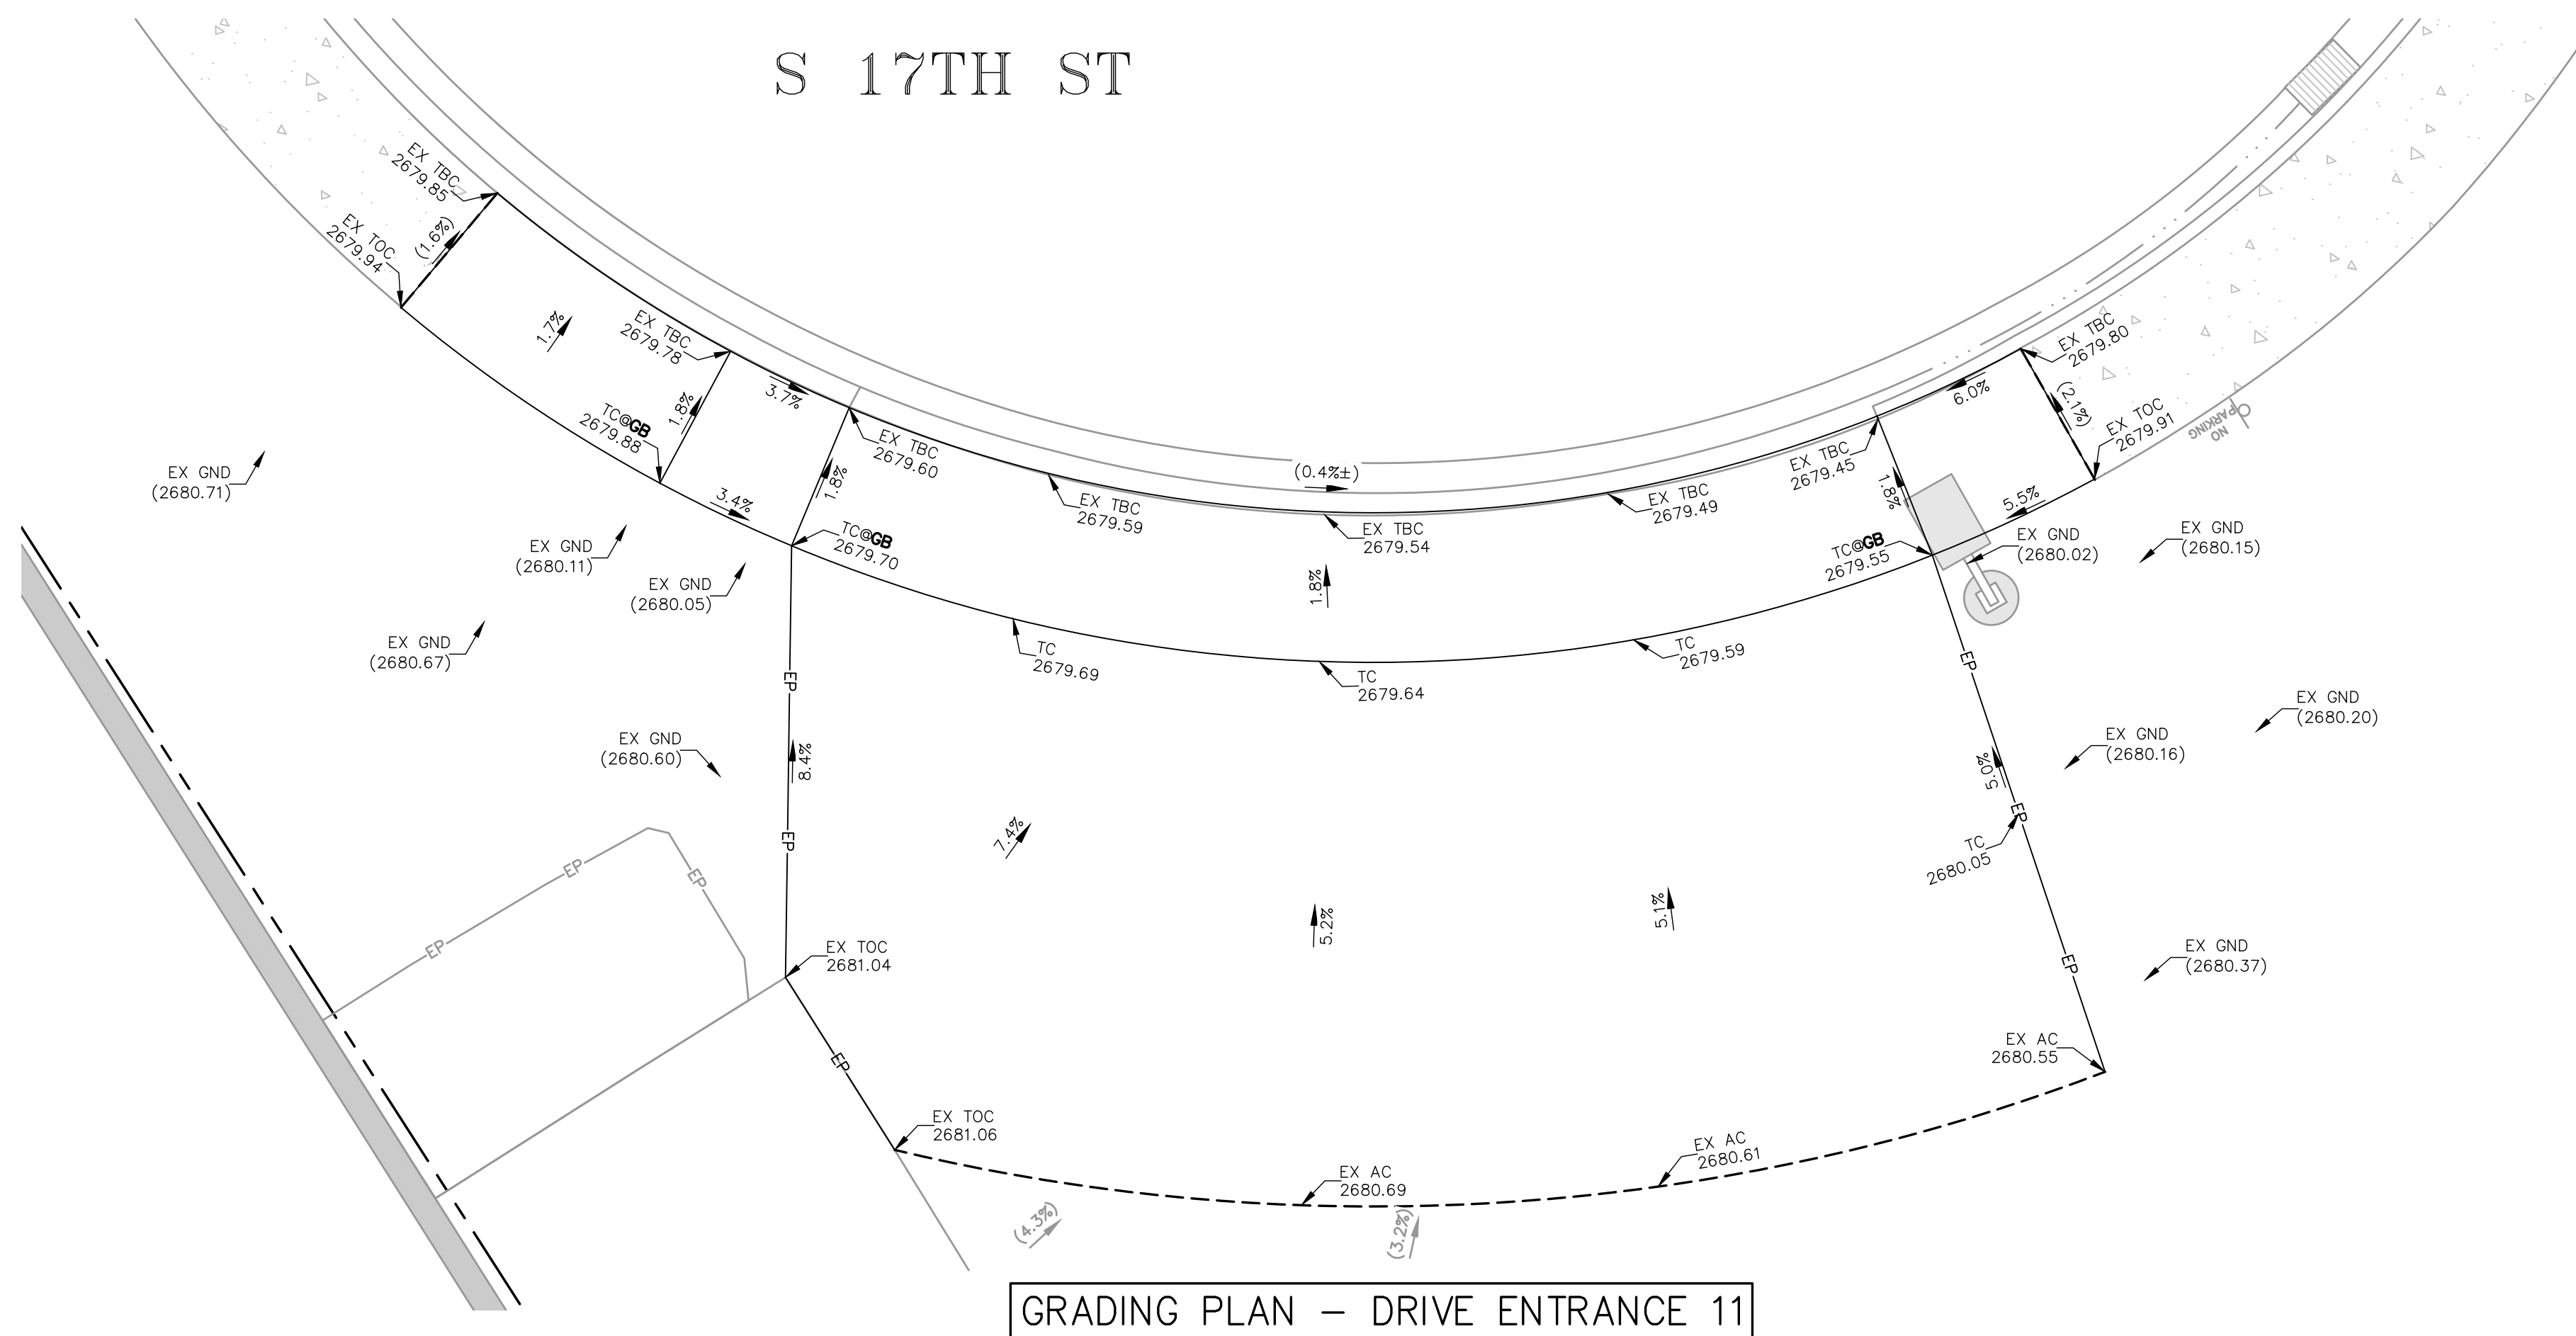 S 17TH ST
EX TBC
2679.85
EX TOC
2679.94
(1.6%)
1.7%
EX TBC
2679.78
3.7%
1.8%
TC@GB
2679.88
3.4%
1.8%
EX TBC
2679.60
TC@GB
2679.70
EX TBC
2679.59
(0.4%±)
EX TBC
2679.54
EX TBC
2679.49
EX TBC
2679.45
1.8%
6.0%
EX TBC
2679.80
(2.1%)
EX TOC
2679.91
5.5%
NO
PARKING
TC@GB
2679.55
EX GND
(2680.02)
EX GND
(2680.15)
EX GND
(2680.71)
EX GND
(2680.11)
EX GND
(2680.05)
EX GND
(2680.67)
1.8%
TC
2679.69
TC
2679.64
TC
2679.59
EP
EP
EX GND
(2680.60)
8.4%
EP
7.4%
5.2%
5.1%
5.0%
EP
TC
2680.05
EX GND
(2680.20)
EX GND
(2680.16)
EP
EP
EP
EP
EX GND
(2680.37)
EX TOC
2681.04
EP
EX TOC
2681.06
EX AC
2680.55
EX AC
2680.69
EX AC
2680.61
(4.3%)
(3.2%)
GRADING PLAN – DRIVE ENTRANCE 11